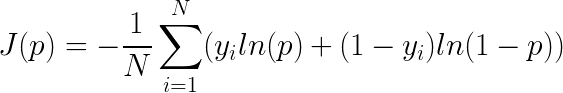 J(p) = -\frac{1}{N} \sum_{i=1}^{N} (y_i ln(p) + (1 - y_i) ln(1 - p))